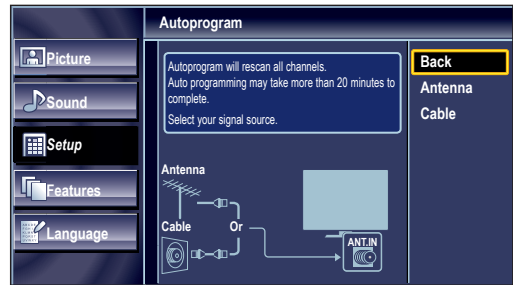 Autoprogram
Picture
Sound
Setup
Features
Language
Autoprogram will rescan all channels.
Auto programming may take more than 20 minutes to
complete.
Select your signal source.
Antenna
Cable
Or
ANT.IN
Back
Antenna
Cable